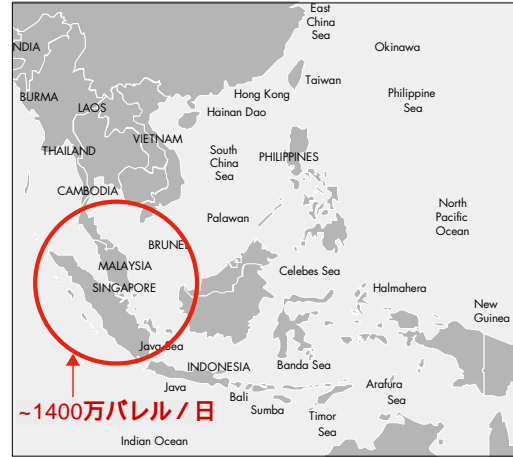 East
China
Sea
NDIA
Okinawa
Taiwan
BURMA
Hong Kong
Philippine
Sea
LAOS
Hainan Dao
VIETNAM
THAILAND
South
China
Sea
PHILIPPINES
CAMBODIA
North
Pacific
Ocean
Palawan
BRUNE
MALAYSIA
Celebes Sea
SINGAPORE
Halmahera
New
Guinea
Java Sea
INDONESIA
Banda Sea
Java
Bali
Arafura
Sea
Sumba
Timor
Sea
~1400万バレル / 日
Indian Ocean